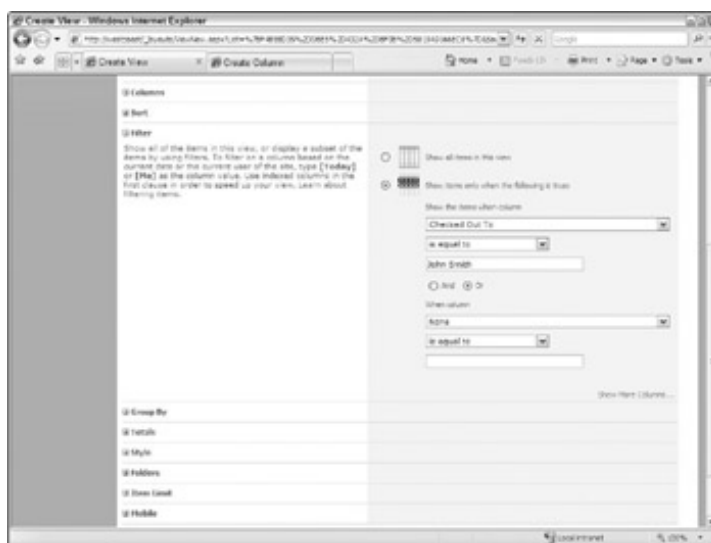 Create View - Windows Internet Explorer
Google
Create View
Create Column
Home
Print
Page
Tools
Columns
Sort
Filter
Show all of the items in this view, or display a subset of the
items by using filters. To filter on a column based on the
current date or the current user of the site, type [Today]
or [Me] as the column value. Use indexed columns in the
first clause in order to speed up your view. Learn about
filtering items.
Show all items in this view
Show items only when the following is true:
Show the items when column
Checked Out To
is equal to
John Smith
And Or
When column
None
is equal to
Show More Columns...
Group By
Totals
Style
Folders
Item Limit
Mobile
Local intranet
100%